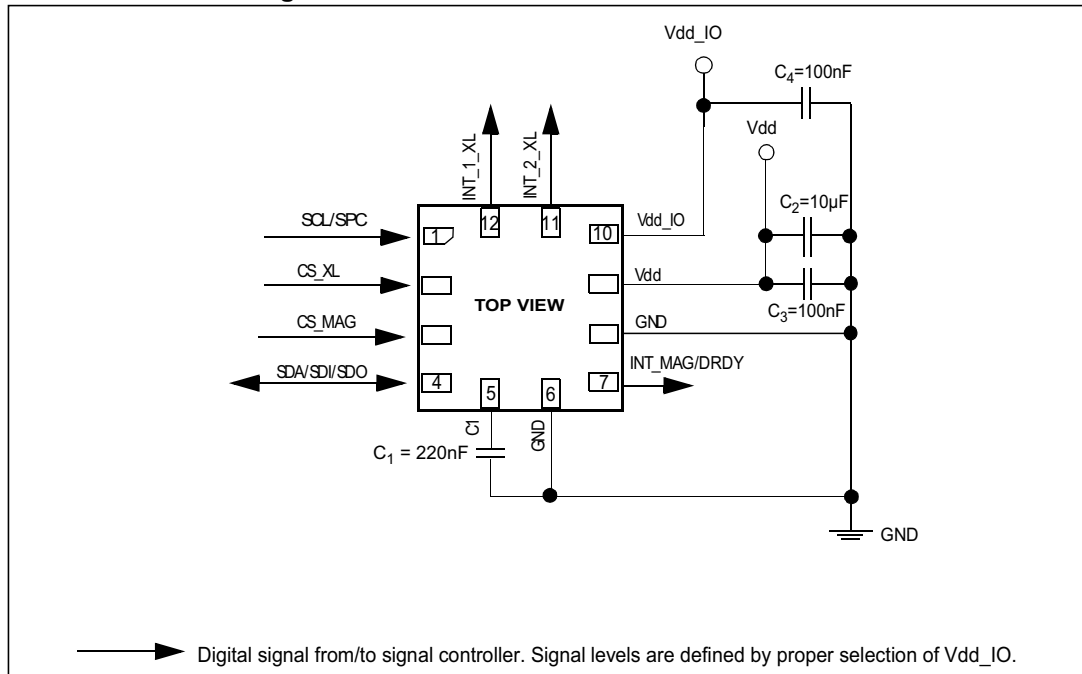 Vdd_IO
C4=100nF
Vdd
INT_1_XL
INT_2_XL
C2=10µF
SCL/SPC
1
12
11
10
Vdd_IO
CS_XL
Vdd
TOP VIEW
C3=100nF
CS_MAG
GND
INT_MAG/DRDY
SDA/SDI/SDO
4
5
6
7
C1
GND
C1 = 220nF
GND
Digital signal from/to signal controller. Signal levels are defined by proper selection of Vdd_IO.